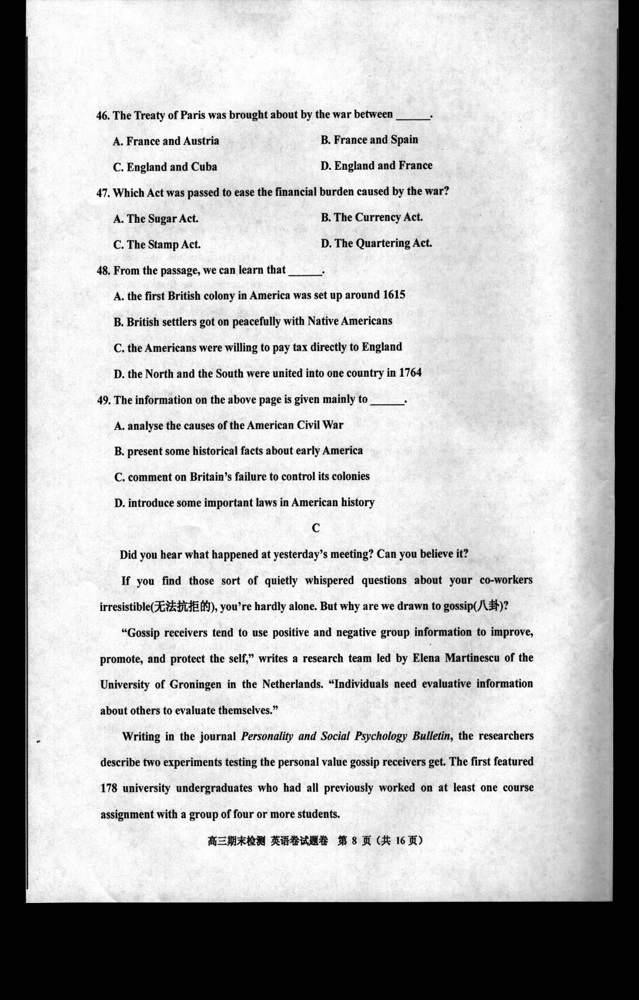 46. The Treaty of Paris was brought about by the war between ______.
A. France and Austria B. France and Spain
C. England and Cuba D. England and France
47. Which Act was passed to ease the financial burden caused by the war?
A. The Sugar Act. B. The Currency Act.
C. The Stamp Act. D. The Quartering Act.
48. From the passage, we can learn that ______.
A. the first British colony in America was set up around 1615
B. British settlers got on peacefully with Native Americans
C. the Americans were willing to pay tax directly to England
D. the North and the South were united into one country in 1764
49. The information on the above page is given mainly to ______.
A. analyse the causes of the American Civil War
B. present some historical facts about early America
C. comment on Britain's failure to control its colonies
D. introduce some important laws in American history
C
Did you hear what happened at yesterday's meeting? Can you believe it?
If you find those sort of quietly whispered questions about your co-workers
irresistible(无法抗拒的), you're hardly alone. But why are we drawn to gossip(八卦)?
“Gossip receivers tend to use positive and negative group information to improve,
promote, and protect the self,” writes a research team led by Elena Martinescu of the
University of Groningen in the Netherlands. “Individuals need evaluative information
about others to evaluate themselves.”
Writing in the journal Personality and Social Psychology Bulletin, the researchers
describe two experiments testing the personal value gossip receivers get. The first featured
178 university undergraduates who had all previously worked on at least one course
assignment with a group of four or more students.
高三期末检测 英语卷试题卷 第 8 页（共 16 页）